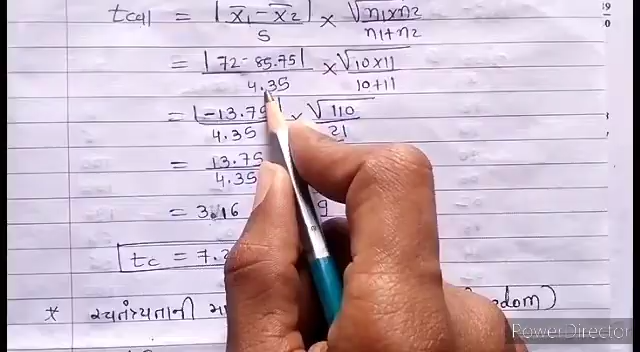 tcal = |x̄1 - x̄2| / S × √n1×n2 / n1+n2
= |72 - 85.75| / 4.35 × √10×11 / 10+11
= |-13.75| / 4.35 × √110 / 21
= 13.75 / 4.35
= 3.16
tc = 7.2
* સ્વતંત્રતાની
PowerDirector